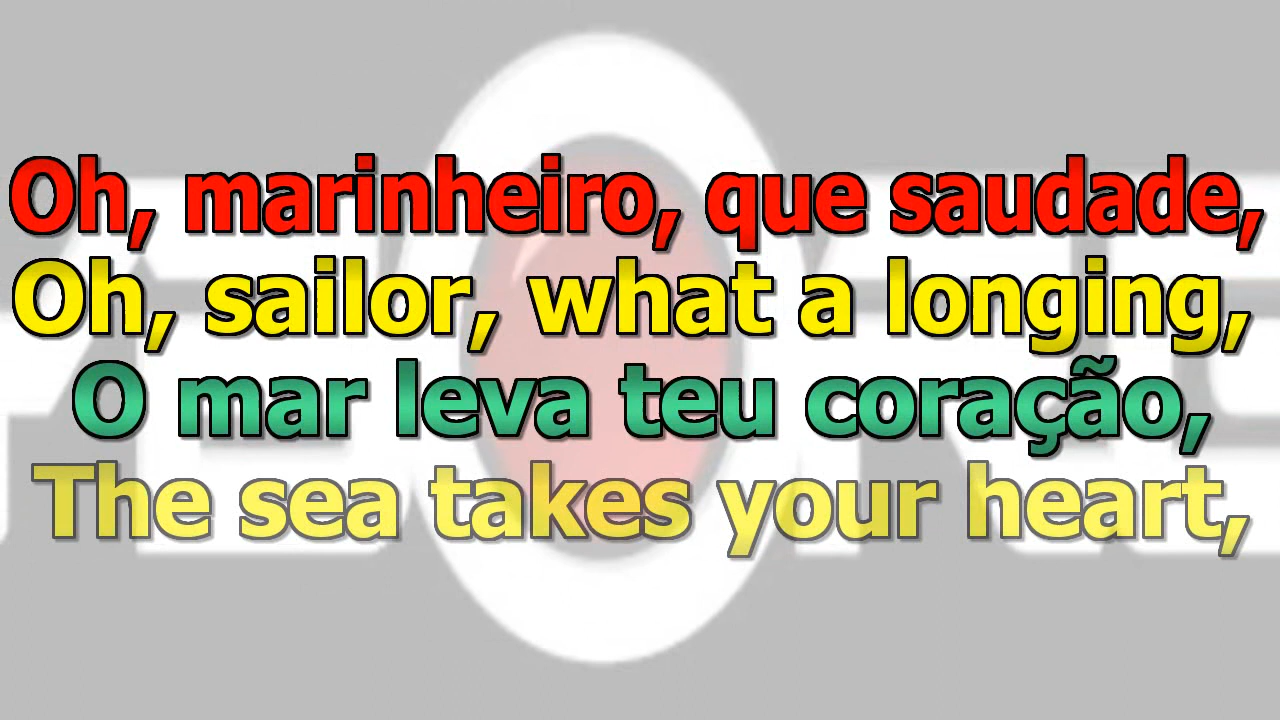 Oh, marinheiro, que saudade,
Oh, sailor, what a longing,
O mar leva teu coração,
The sea takes your heart,